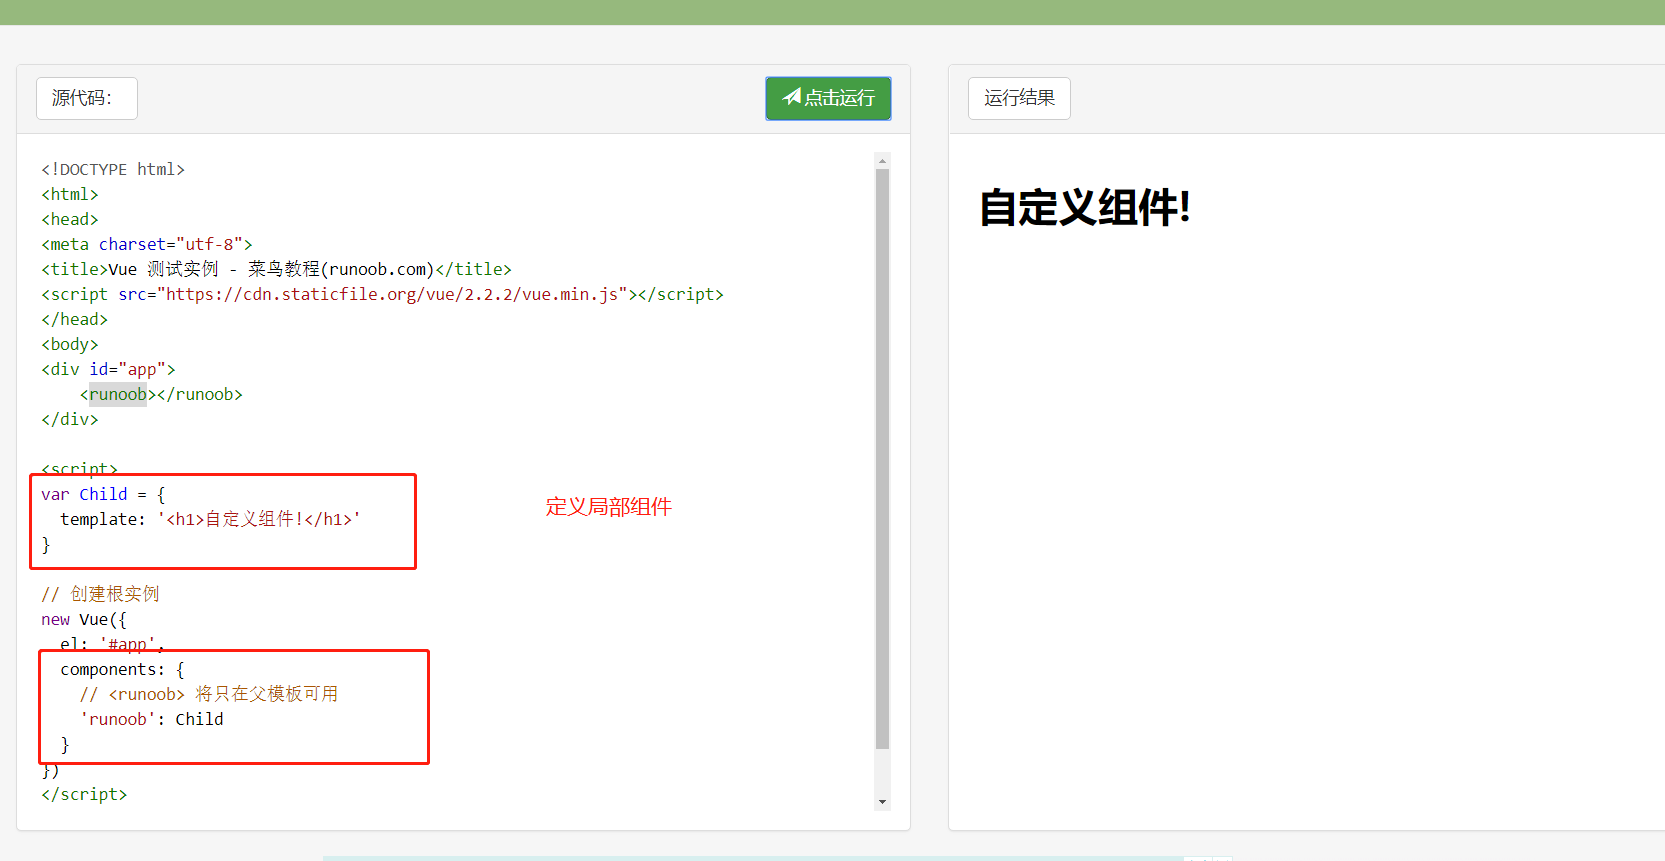 源代码：
点击运行
<!DOCTYPE html>
<html>
<head>
<meta charset="utf-8">
<title>Vue 测试实例 - 菜鸟教程(runoob.com)</title>
<script src="https://cdn.staticfile.org/vue/2.2.2/vue.min.js"></script>
</head>
<body>
<div id="app">
    <runoob></runoob>
</div>
<script>
var Child = {
  template: '<h1>自定义组件!</h1>'
}
定义局部组件
// 创建根实例
new Vue({
  el: '#app',
  components: {
    // <runoob> 将只在父模板可用
    'runoob': Child
  }
})
</script>
运行结果
自定义组件!